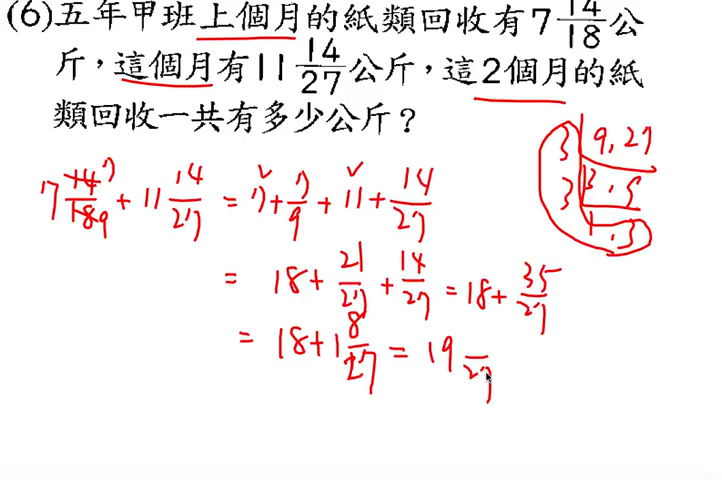 (6)五年甲班上個月的紙類回收有7 14/18公
斤，這個月有11 14/27公斤，這2個月的紙
類回收一共有多少公斤？
3 9,27
3 3,9
1,3
7 14/18 7/9 + 11 14/27 = 7+7/9+11+14/27
= 18+21/27+14/27=18+35/27
= 18+1 8/27=19 /27